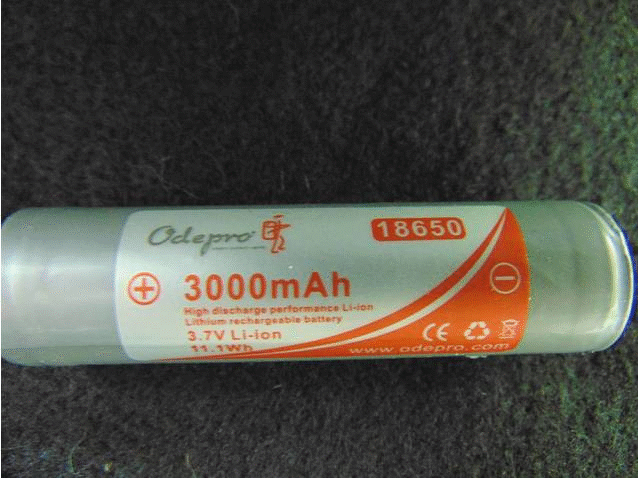 Odepro
18650
3000mAh
High discharge performance Li-ion
Lithium rechargeable battery
3.7V Li-ion
11.1Wh
CE
www.odepro.com